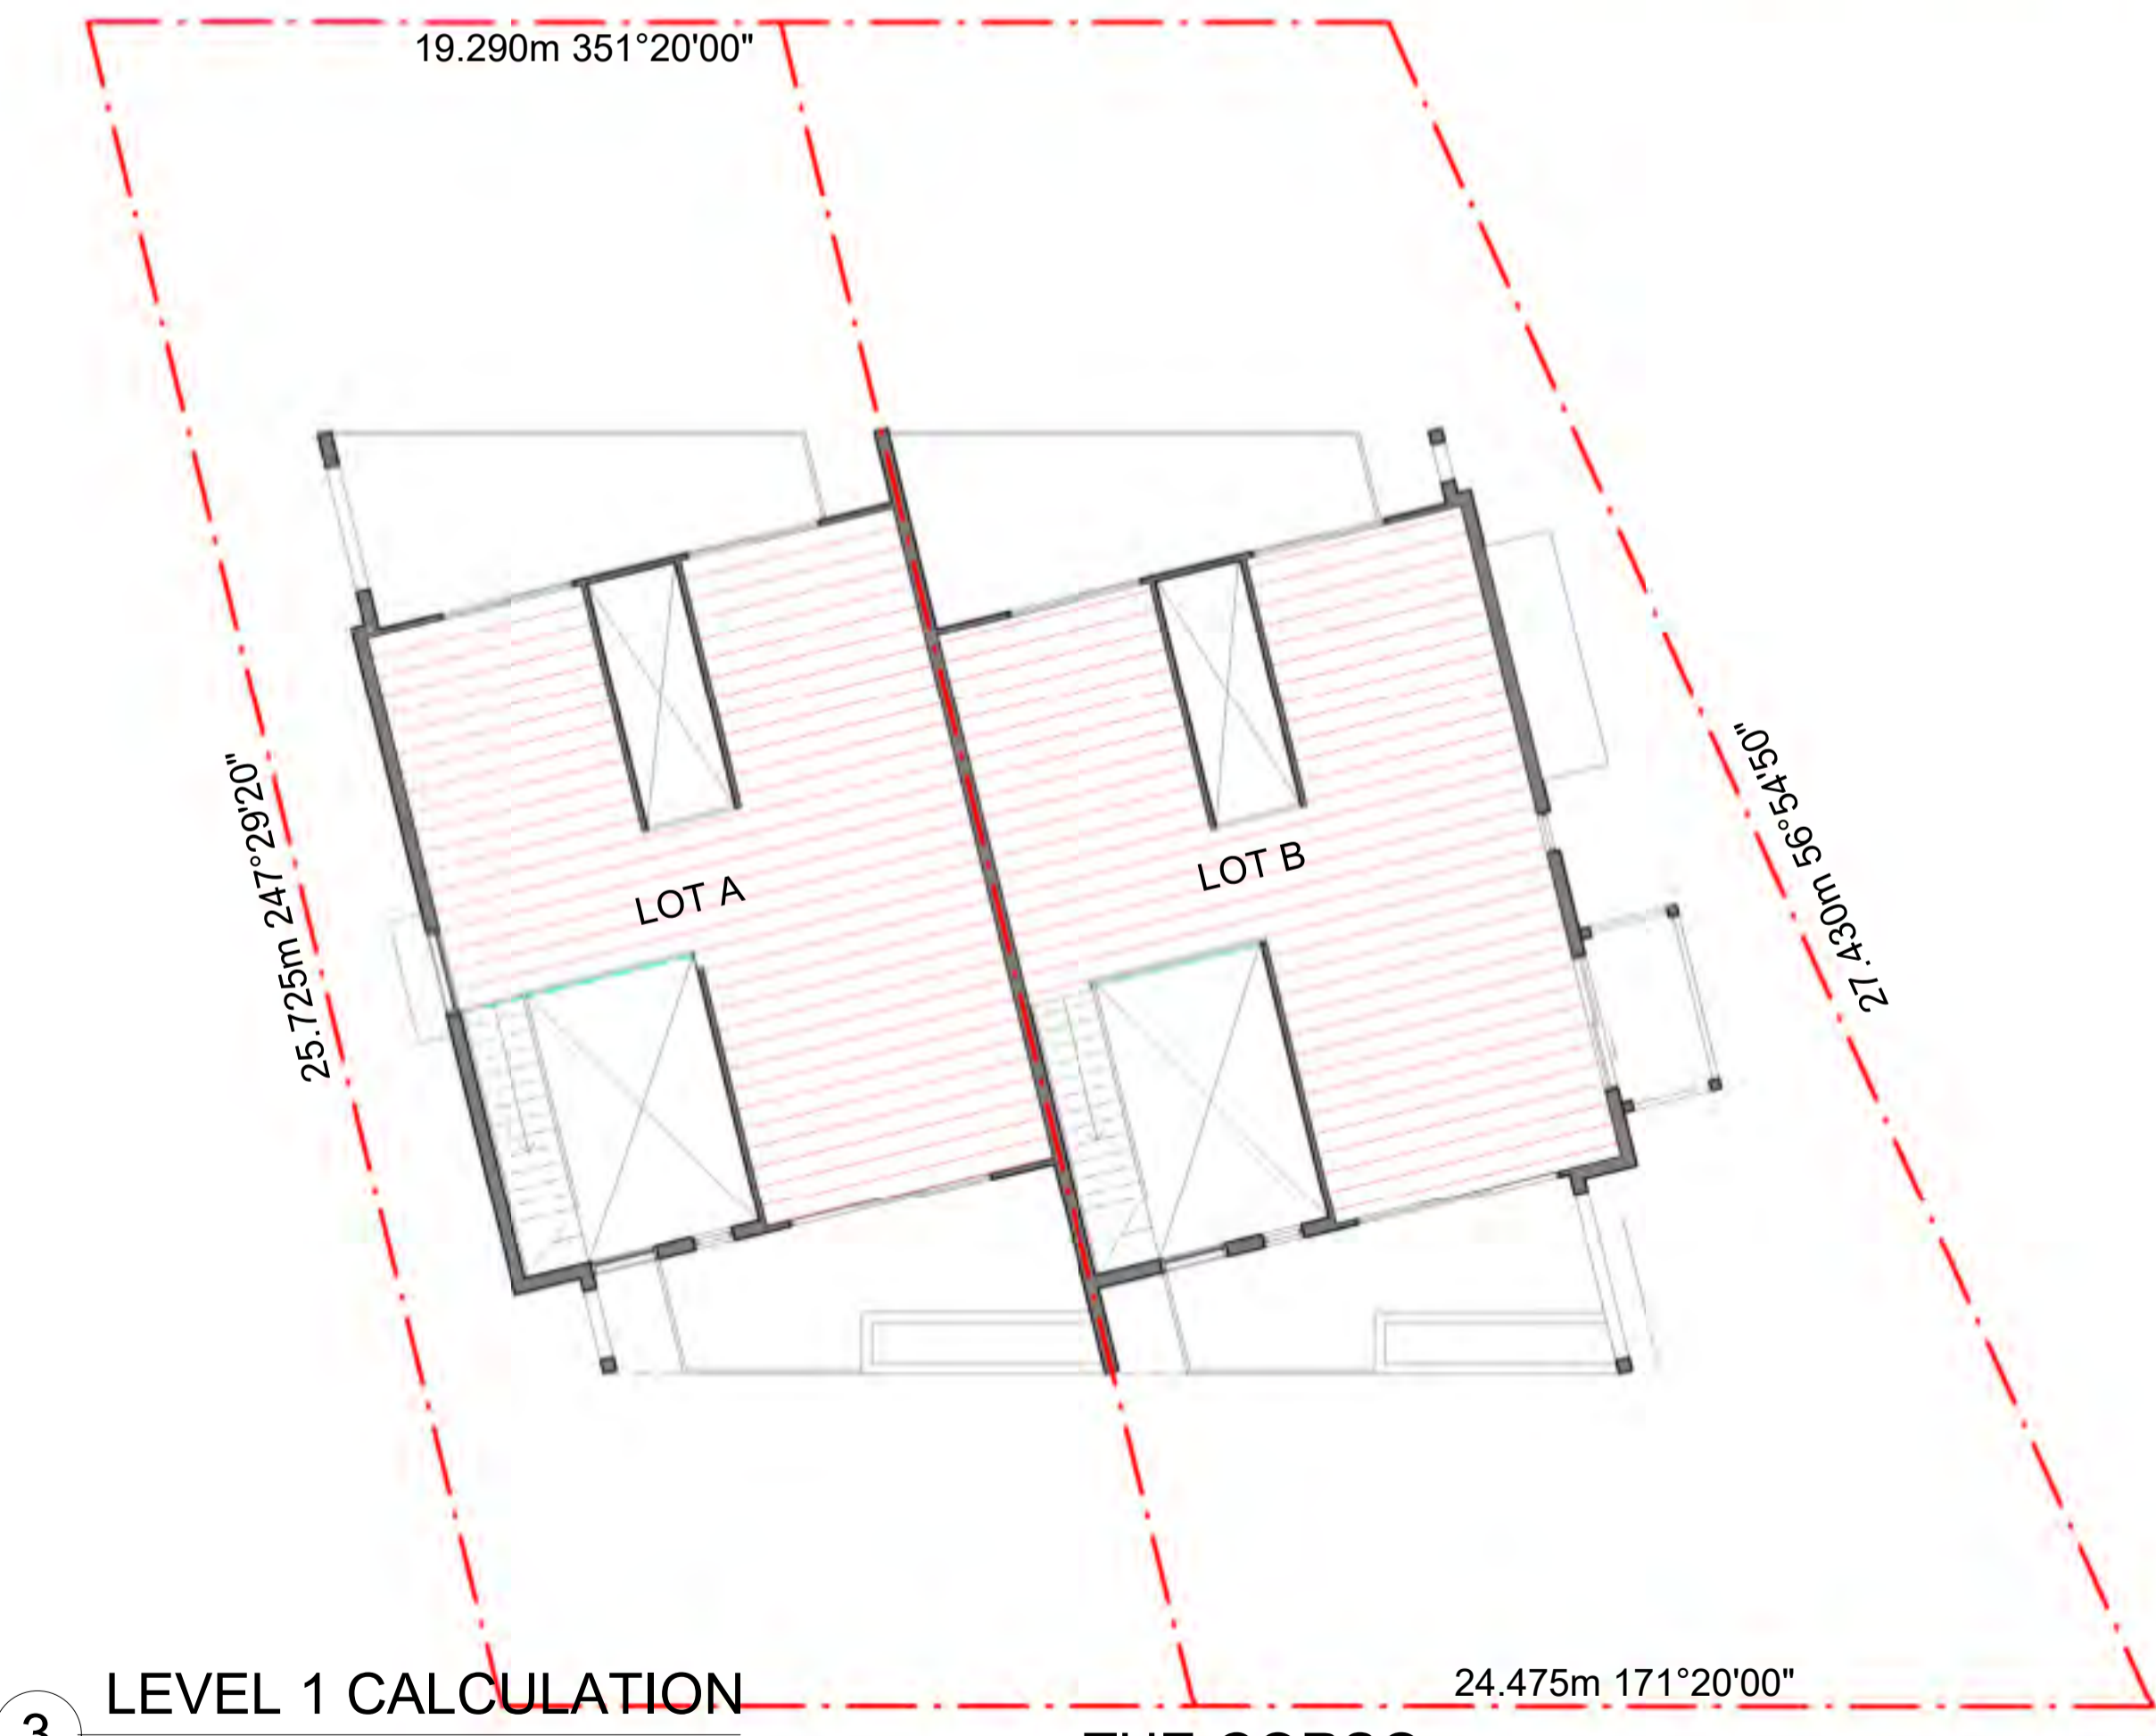 19.290m 351°20'00"
25.725m 247°29'20"
27.430m 56°54'50"
LOT A
LOT B
24.475m 171°20'00"
3
LEVEL 1 CALCULATION